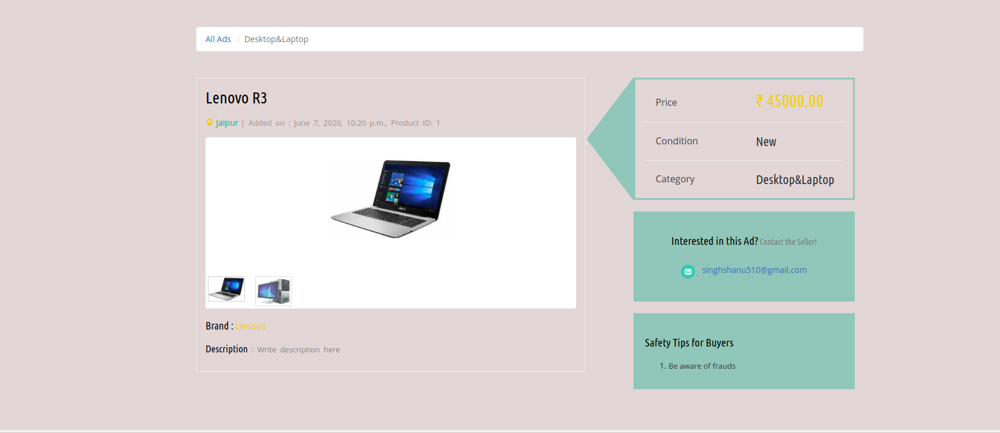 All Ads / Desktop&Laptop
Lenovo R3
Jaipur | Added on : June 7, 2020, 10:20 p.m., Product ID: 1
ASUS
Brand : Lenovo
Description : Write description here
Price ₹ 45000.00
Condition New
Category Desktop&Laptop
Interested in this Ad? Contact the Seller!
singhshanu510@gmail.com
Safety Tips for Buyers
1. Be aware of frauds